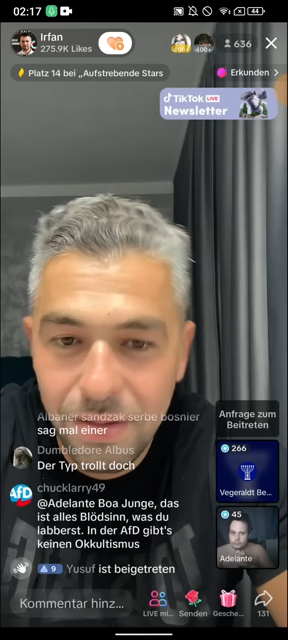 02:17
44
Irfan
275.9K Likes
400+
636
Platz 14 bei „Aufstrebende Stars
Erkunden
TikTok LIVE
Newsletter
Albaner sandzak serbe bosnier
sag mal einer
Dumbledore Albus
Der Typ trollt doch
AfD
chucklarry49
@Adelante Boa Junge, das
ist alles Blödsinn, was du
laberst. In der AfD gibt's
keinen Okkultismus
9 Yusuf ist beigetreten
Anfrage zum
Beitreten
266
Vegeraldt Be...
45
Adelante
Kommentar hinz...
LIVE mi...
Senden
Gesche...
131